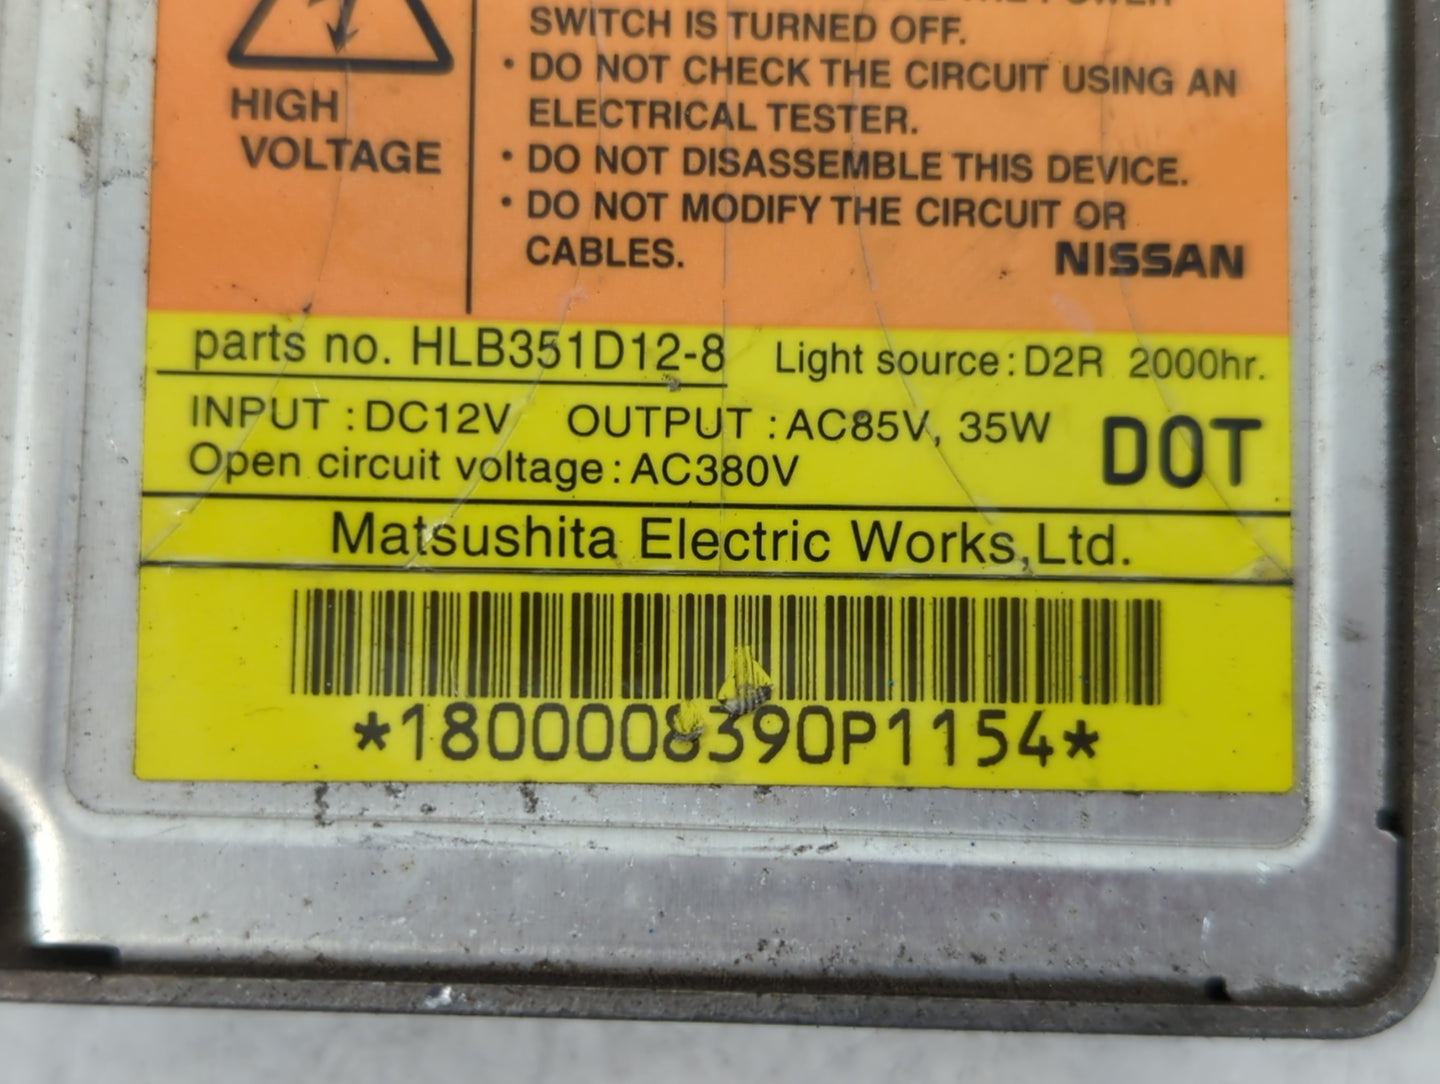 SWITCH IS TURNED OFF.
• DO NOT CHECK THE CIRCUIT USING AN
ELECTRICAL TESTER.
• DO NOT DISASSEMBLE THIS DEVICE.
• DO NOT MODIFY THE CIRCUIT OR
CABLES.
HIGH
VOLTAGE
NISSAN
parts no. HLB351D12-8 Light source: D2R 2000hr.
INPUT : DC12V OUTPUT : AC85V, 35W
Open circuit voltage: AC380V
DOT
Matsushita Electric Works,Ltd.
*1800008390P1154*